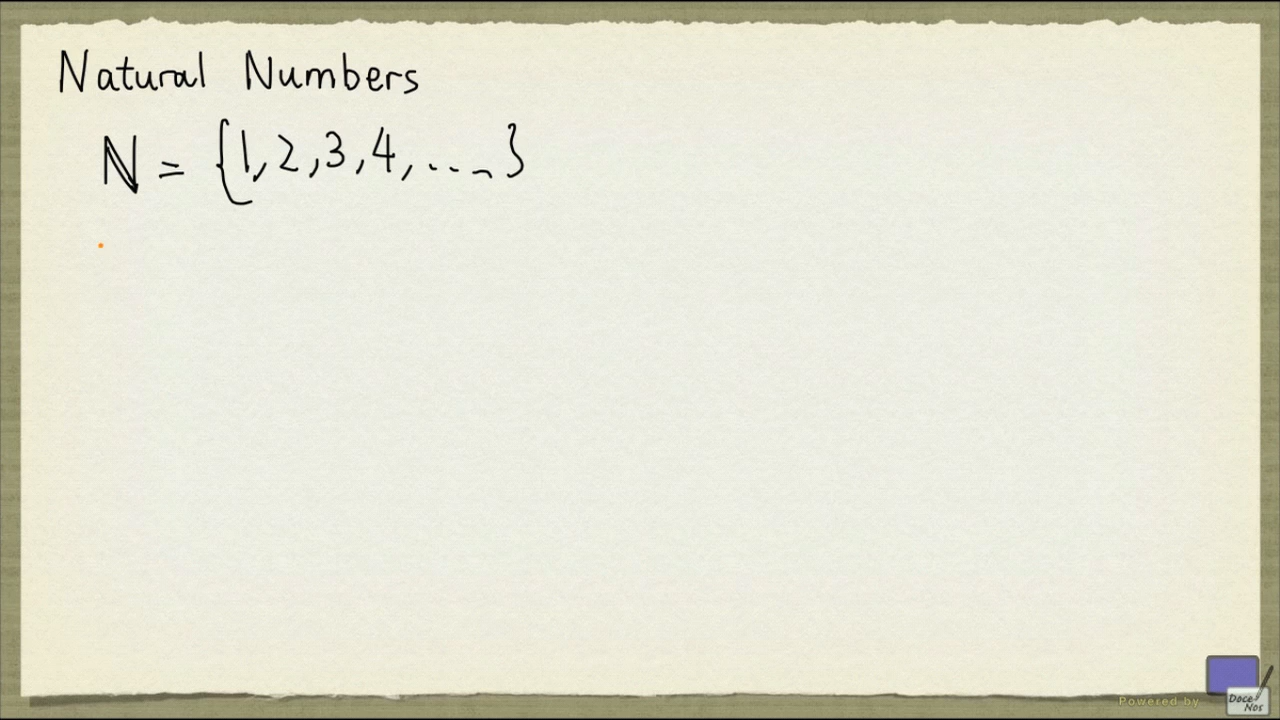 Natural Numbers
ℕ = {1, 2, 3, 4, ...}
Powered by
Doce Nos